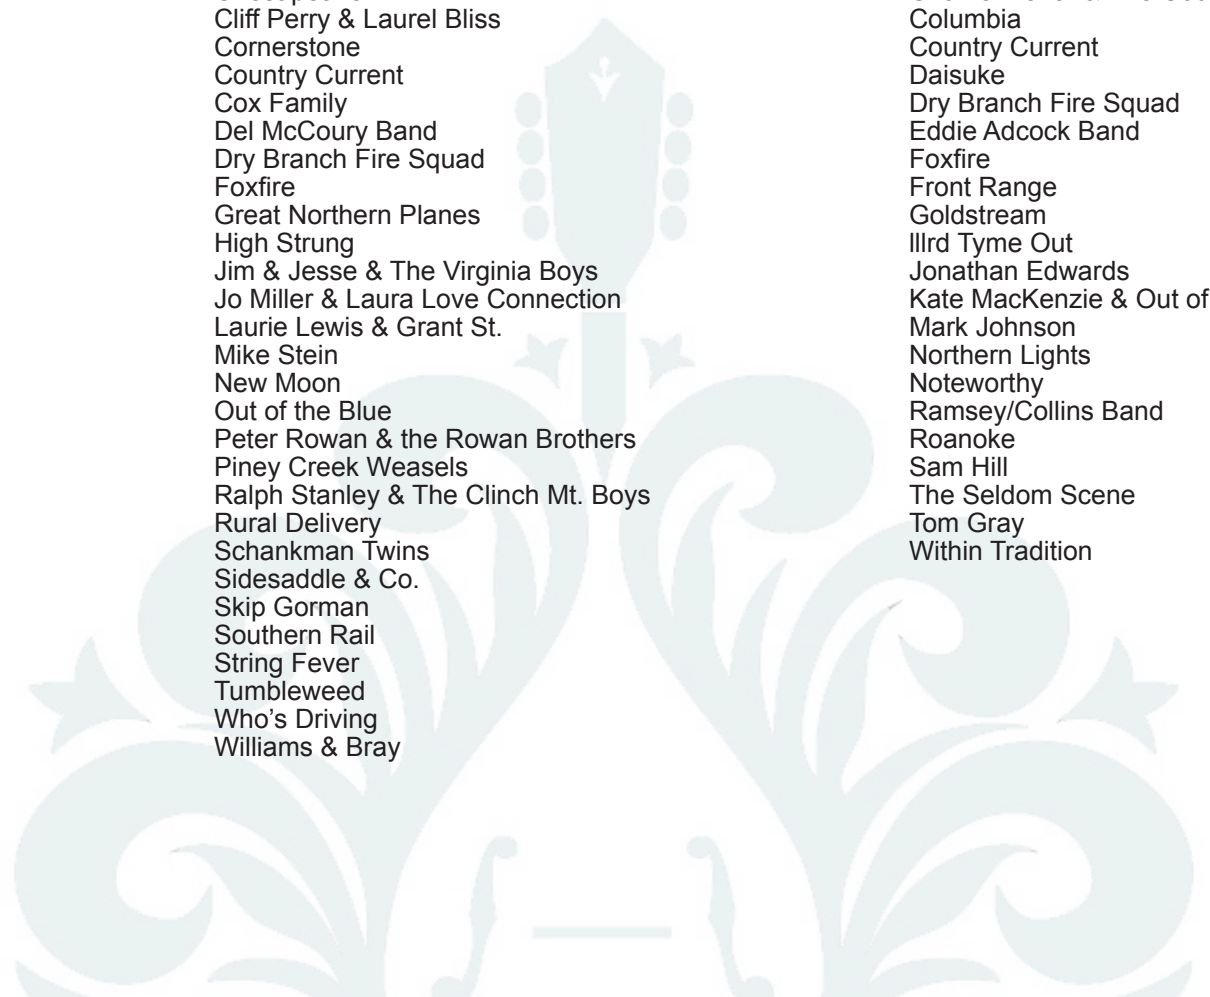 Cliff Perry & Laurel Bliss
Cornerstone
Country Current
Cox Family
Del McCoury Band
Dry Branch Fire Squad
Foxfire
Great Northern Planes
High Strung
Jim & Jesse & The Virginia Boys
Jo Miller & Laura Love Connection
Laurie Lewis & Grant St.
Mike Stein
New Moon
Out of the Blue
Peter Rowan & the Rowan Brothers
Piney Creek Weasels
Ralph Stanley & The Clinch Mt. Boys
Rural Delivery
Schankman Twins
Sidesaddle & Co.
Skip Gorman
Southern Rail
String Fever
Tumbleweed
Who’s Driving
Williams & Bray
Columbia
Country Current
Daisuke
Dry Branch Fire Squad
Eddie Adcock Band
Foxfire
Front Range
Goldstream
lllrd Tyme Out
Jonathan Edwards
Kate MacKenzie & Out of
Mark Johnson
Northern Lights
Noteworthy
Ramsey/Collins Band
Roanoke
Sam Hill
The Seldom Scene
Tom Gray
Within Tradition